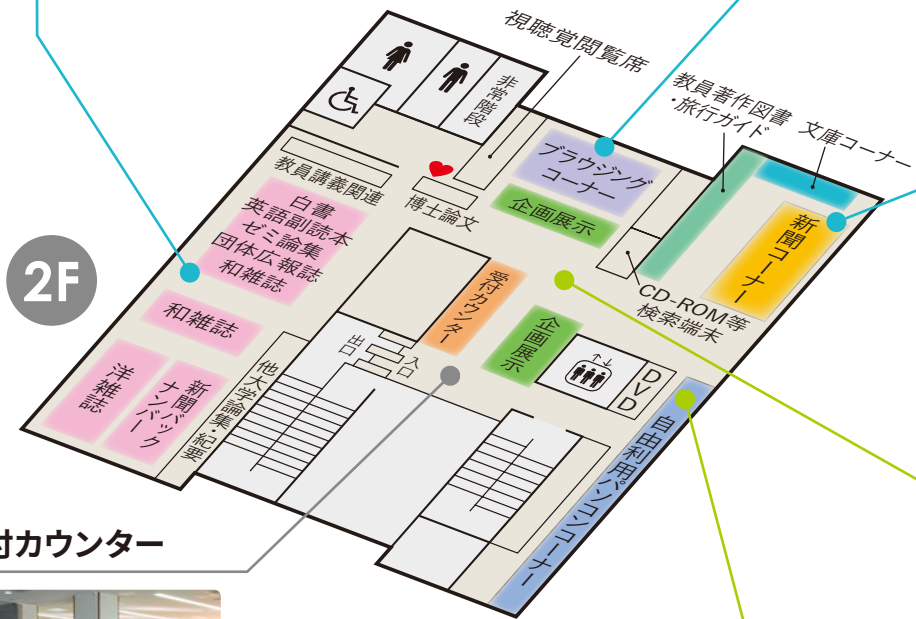 視聴覚閲覧席
非常階段
教員著作図書
・旅行ガイド
文庫コーナー
ブラウジング
コーナー
企画展示
新聞コーナー
教員講義関連
博士論文
白書
英語副読本
ゼミ論集
団体広報誌
和雑誌
2F
受付カウンター
CD-ROM等
検索端末
和雑誌
出口
入口
企画展示
DVD
洋雑誌
新聞バック
ナンバー
他大学論集・紀要
自由利用パソコンコーナー
付カウンター